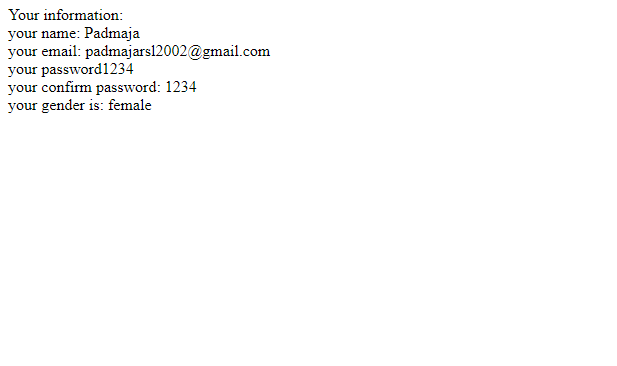 Your information:
your name: Padmaja
your email: padmajarsl2002@gmail.com
your password1234
your confirm password: 1234
your gender is: female